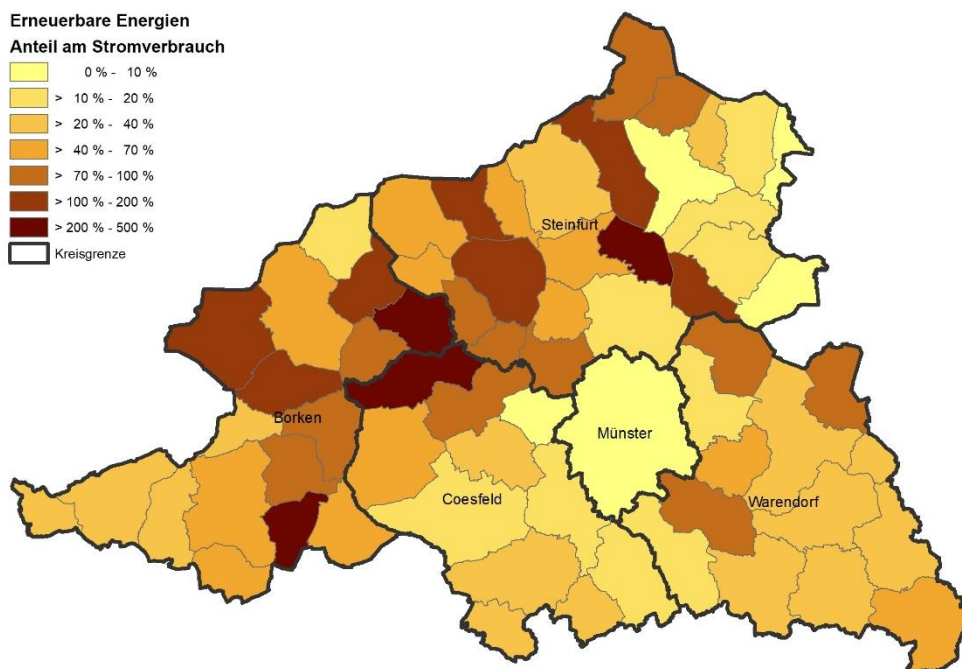 Erneuerbare Energien
Anteil am Stromverbrauch
0 % - 10 %
> 10 % - 20 %
> 20 % - 40 %
> 40 % - 70 %
> 70 % - 100 %
> 100 % - 200 %
> 200 % - 500 %
Kreisgrenze
Steinfurt
Borken
Münster
Coesfeld
Warendorf